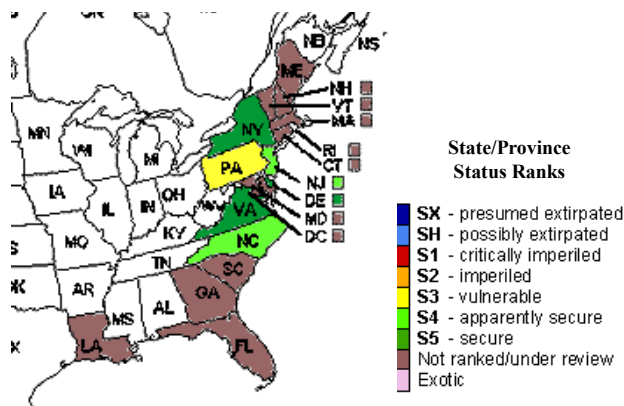 NB
NS
ME
NH
VT
MA
MN
NY
WI
MI
RI
CT
PA
NJ
IA
OH
DE
IL
IN
MD
VA
DC
MO
KY
NC
TN
SC
AR
GA
MS
AL
LA
FL
State/Province
Status Ranks
SX - presumed extirpated
SH - possibly extirpated
S1 - critically imperiled
S2 - imperiled
S3 - vulnerable
S4 - apparently secure
S5 - secure
Not ranked/under review
Exotic